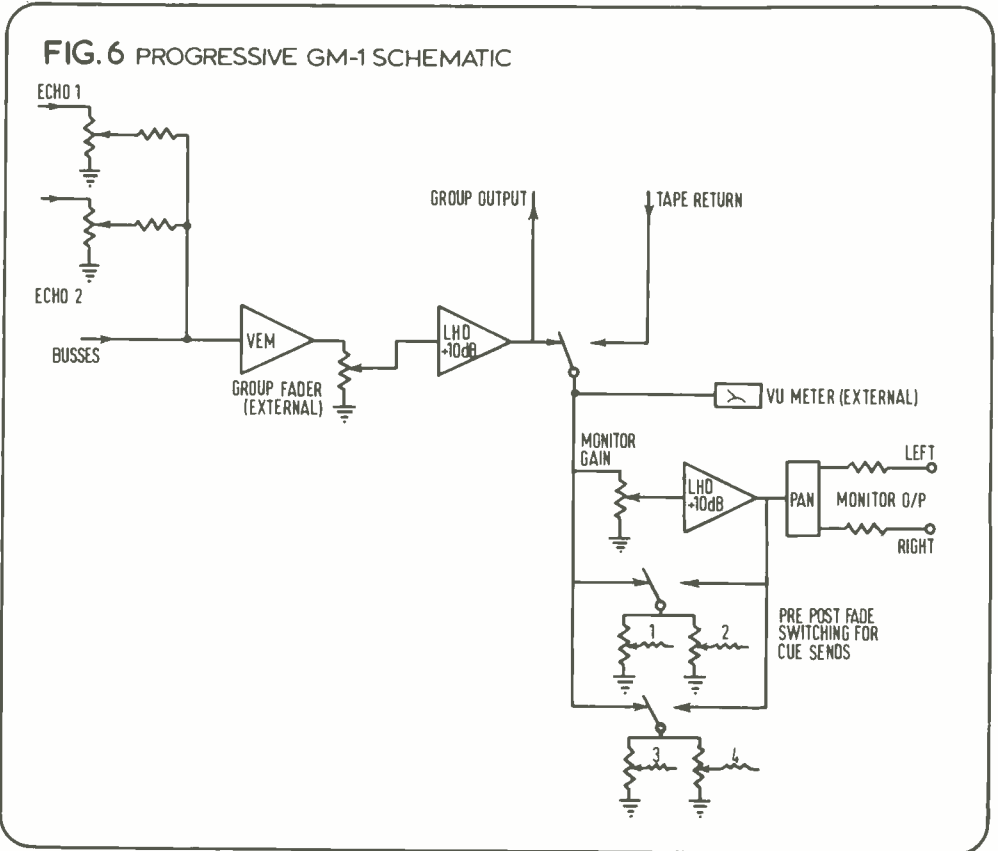 FIG. 6 PROGRESSIVE GM-1 SCHEMATIC
ECHO 1
ECHO 2
BUSSES
VEM
GROUP FADER
(EXTERNAL)
LHD
+10dB
GROUP OUTPUT
TAPE RETURN
VU METER (EXTERNAL)
MONITOR
GAIN
LHD
+10dB
PAN
LEFT
MONITOR O/P
RIGHT
PRE POST FADE
SWITCHING FOR
CUE SENDS
1
2
3
4